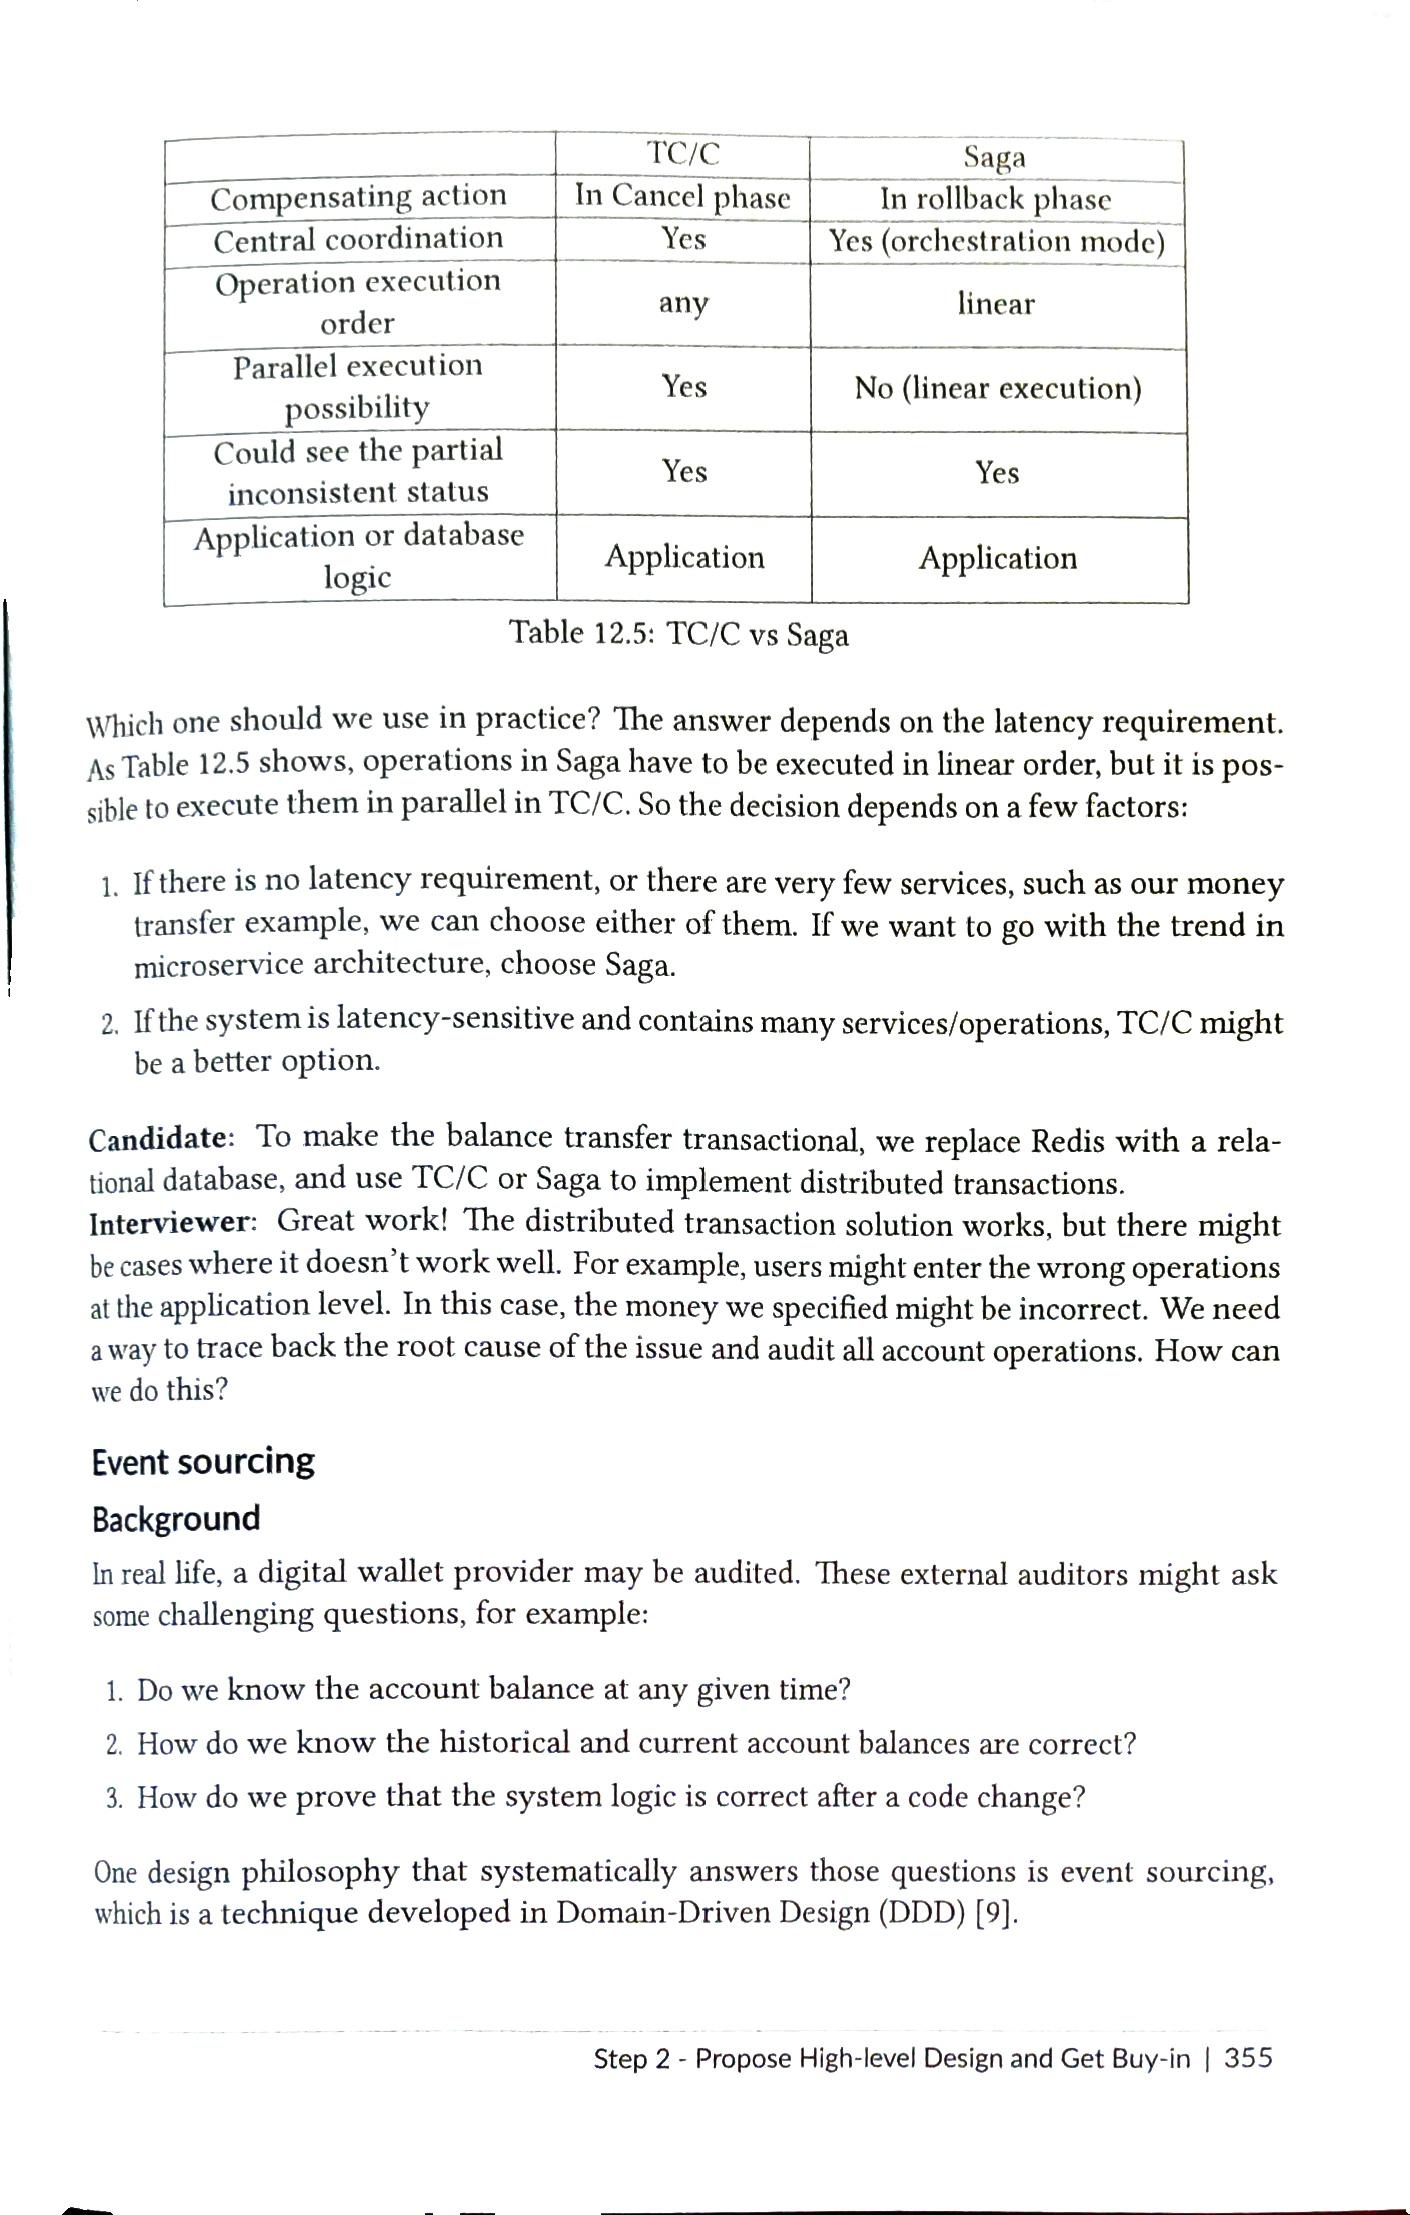 TC/C Saga
Compensating action In Cancel phase In rollback phase
Central coordination Yes Yes (orchestration mode)
Operation execution
order any linear
Parallel execution
possibility Yes No (linear execution)
Could see the partial
inconsistent status Yes Yes
Application or database
logic Application Application
Table 12.5: TC/C vs Saga
Which one should we use in practice? The answer depends on the latency requirement.
As Table 12.5 shows, operations in Saga have to be executed in linear order, but it is pos-
sible to execute them in parallel in TC/C. So the decision depends on a few factors:
1. If there is no latency requirement, or there are very few services, such as our money
transfer example, we can choose either of them. If we want to go with the trend in
microservice architecture, choose Saga.
2. If the system is latency-sensitive and contains many services/operations, TC/C might
be a better option.
Candidate: To make the balance transfer transactional, we replace Redis with a rela-
tional database, and use TC/C or Saga to implement distributed transactions.
Interviewer: Great work! The distributed transaction solution works, but there might
be cases where it doesn't work well. For example, users might enter the wrong operations
at the application level. In this case, the money we specified might be incorrect. We need
a way to trace back the root cause of the issue and audit all account operations. How can
we do this?
Event sourcing
Background
In real life, a digital wallet provider may be audited. These external auditors might ask
some challenging questions, for example:
1. Do we know the account balance at any given time?
2. How do we know the historical and current account balances are correct?
3. How do we prove that the system logic is correct after a code change?
One design philosophy that systematically answers those questions is event sourcing,
which is a technique developed in Domain-Driven Design (DDD) [9].
Step 2 - Propose High-level Design and Get Buy-in | 355